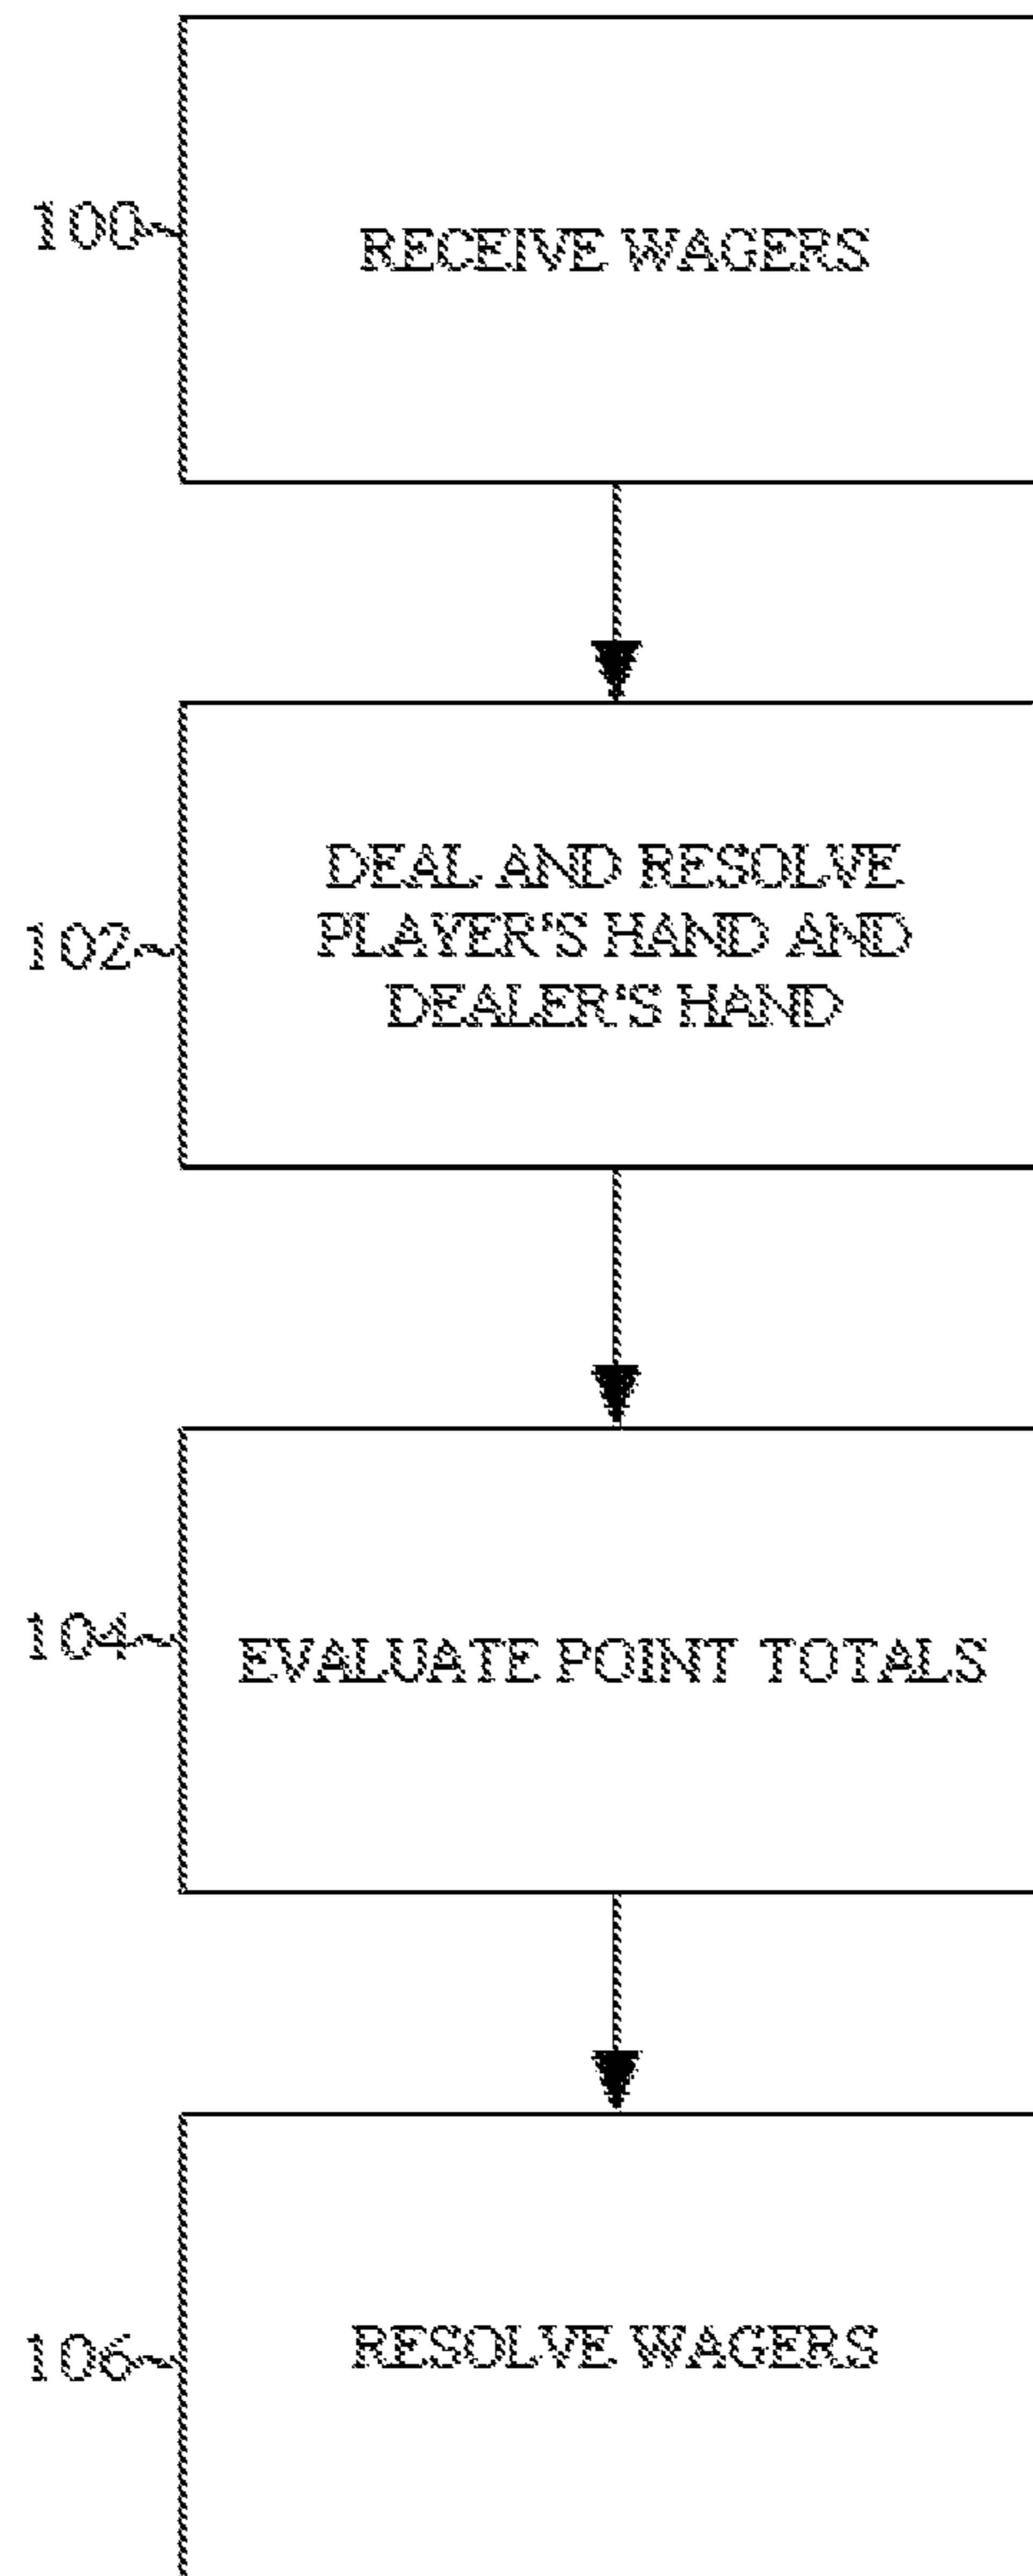 100
RECEIVE WAGERS
102
DEAL AND RESOLVE
PLAYER'S HAND AND
DEALER'S HAND
104
EVALUATE POINT TOTALS
106
RESOLVE WAGERS